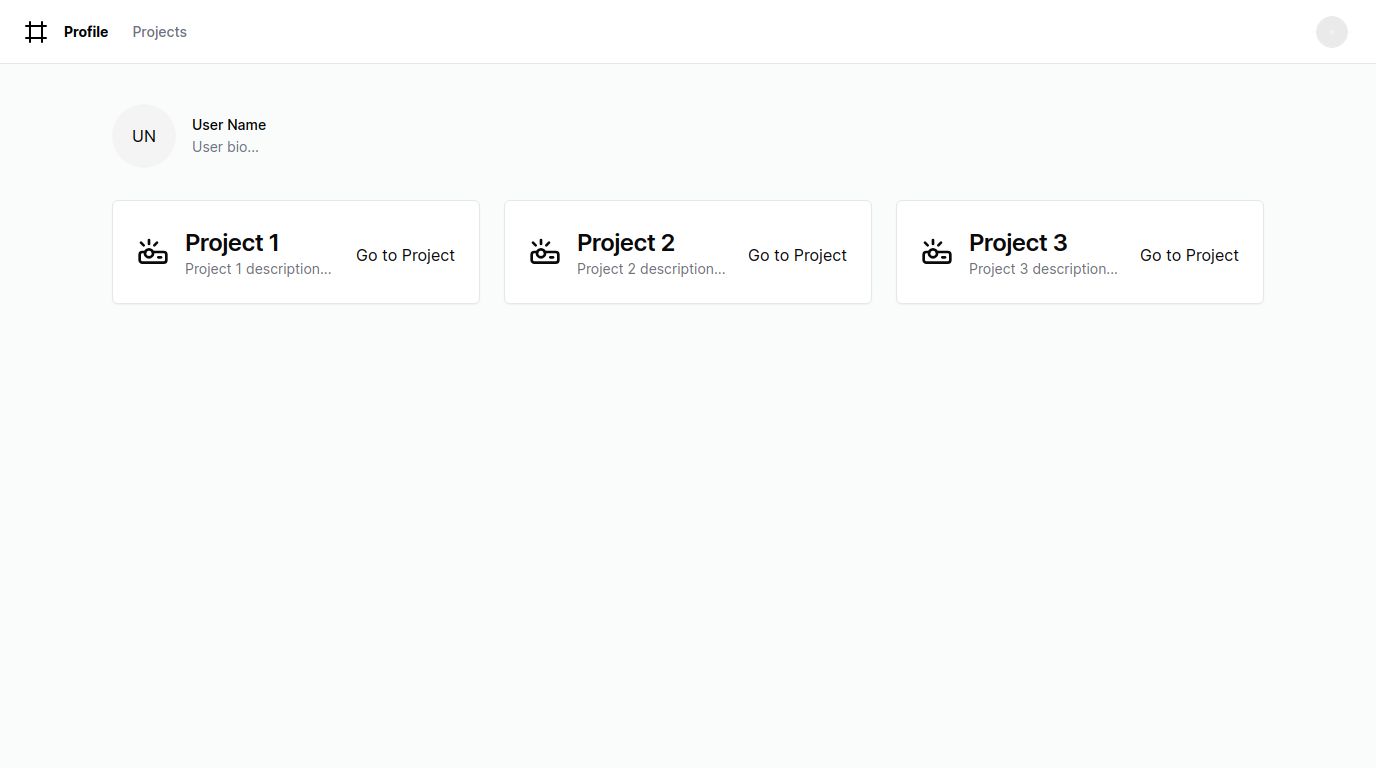 Profile Projects
UN
User Name
User bio...
Project 1
Project 1 description...
Go to Project
Project 2
Project 2 description...
Go to Project
Project 3
Project 3 description...
Go to Project